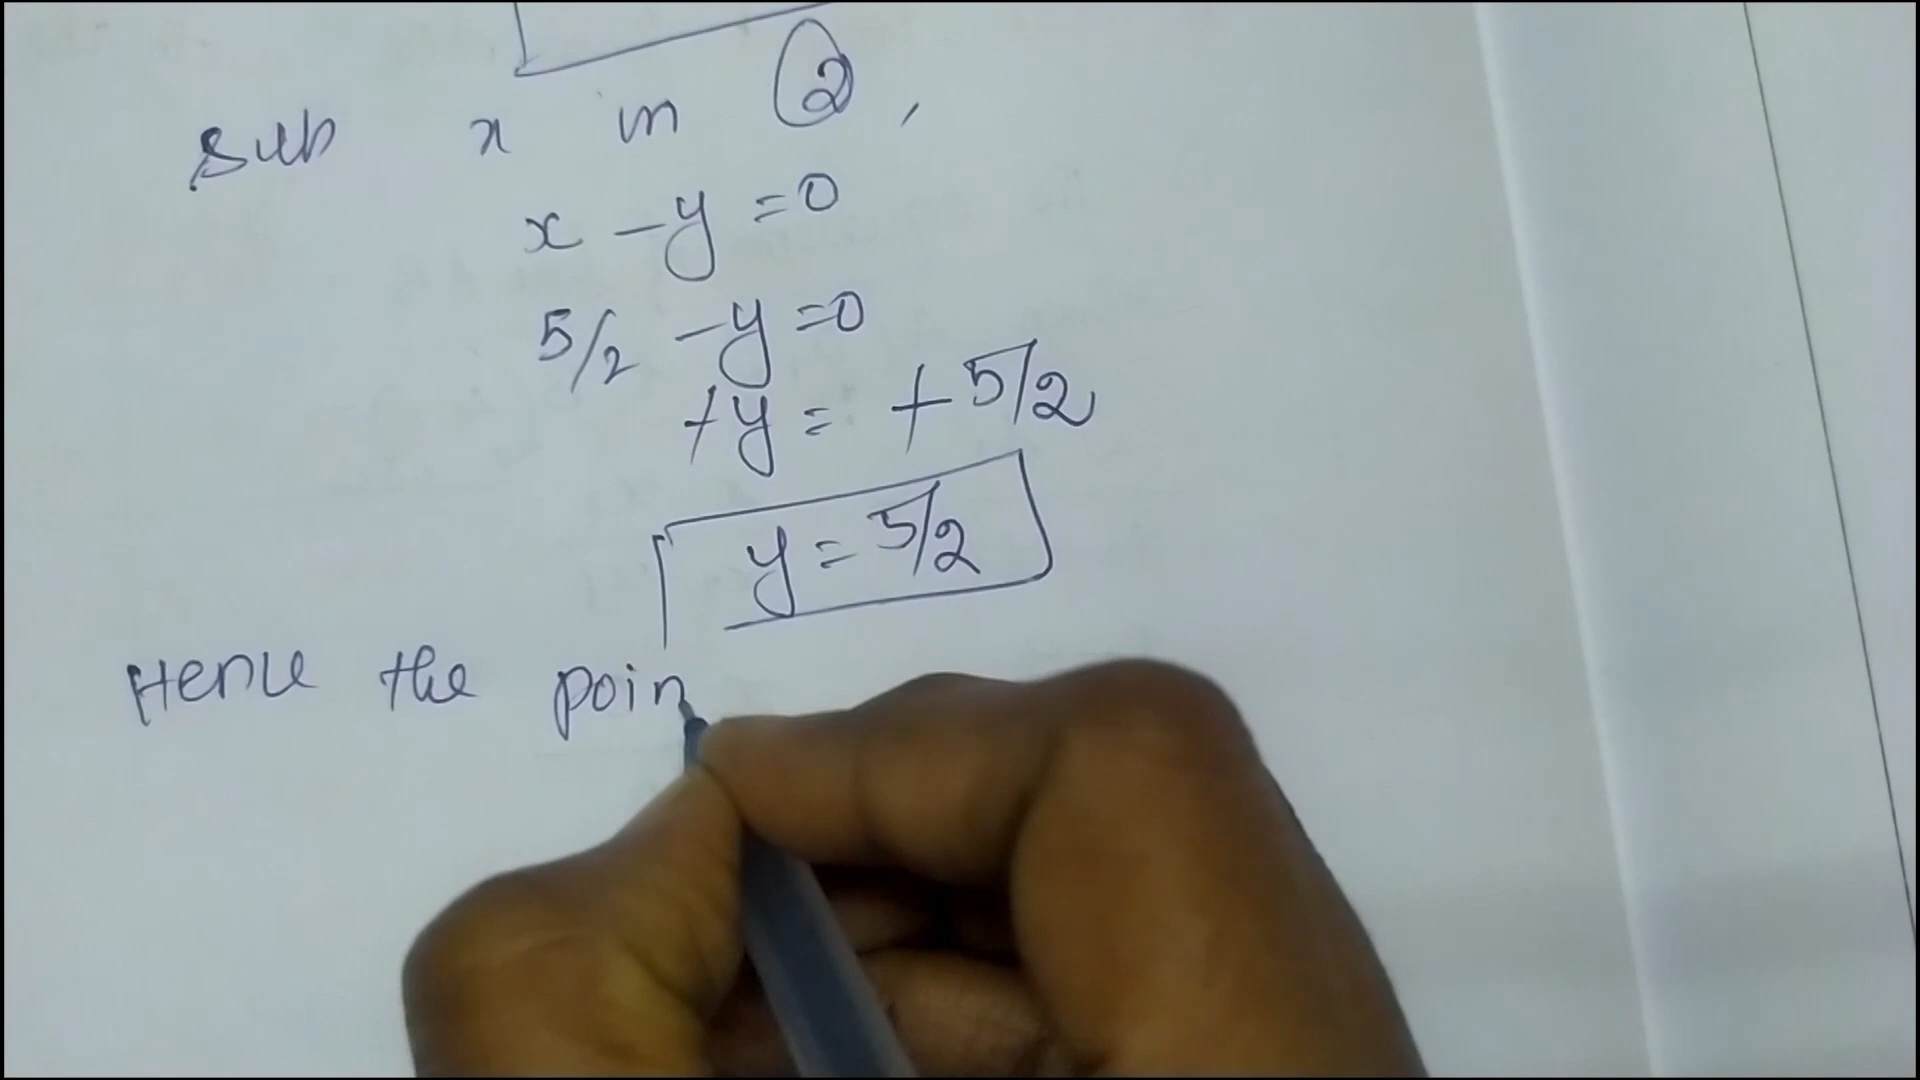 Sub x in ②,
x - y = 0
5/2 - y = 0
+y = +5/2
y = 5/2
Hence the poin